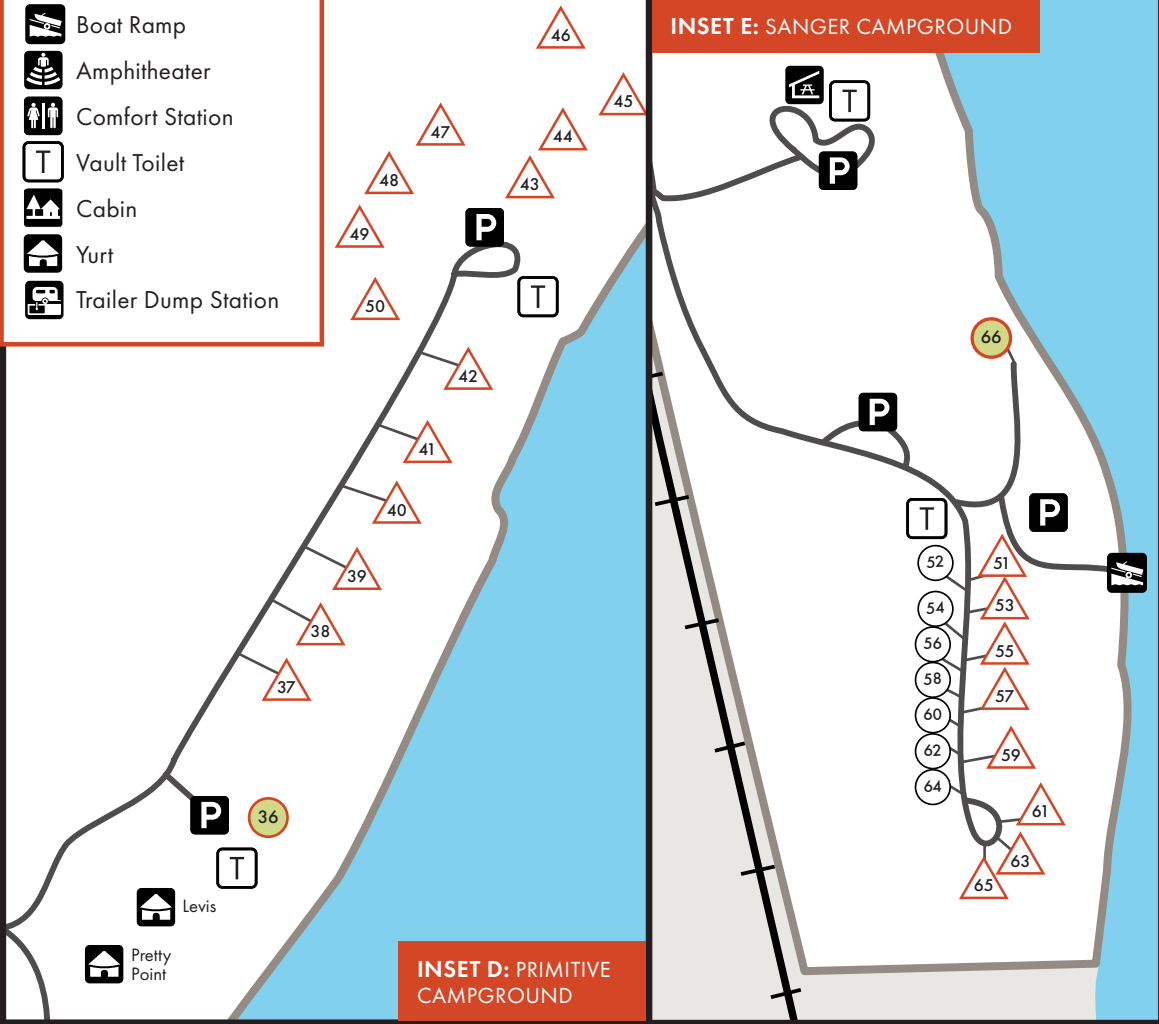 Boat Ramp
Amphitheater
Comfort Station
T Vault Toilet
Cabin
Yurt
Trailer Dump Station
46
45
47
44
48
43
49
P
50
T
42
41
40
39
38
37
P
36
T
Levis
Pretty
Point
INSET D: PRIMITIVE
CAMPGROUND
INSET E: SANGER CAMPGROUND
T
P
66
P
T
P
52
51
54
53
56
55
58
57
60
62
59
64
61
63
65